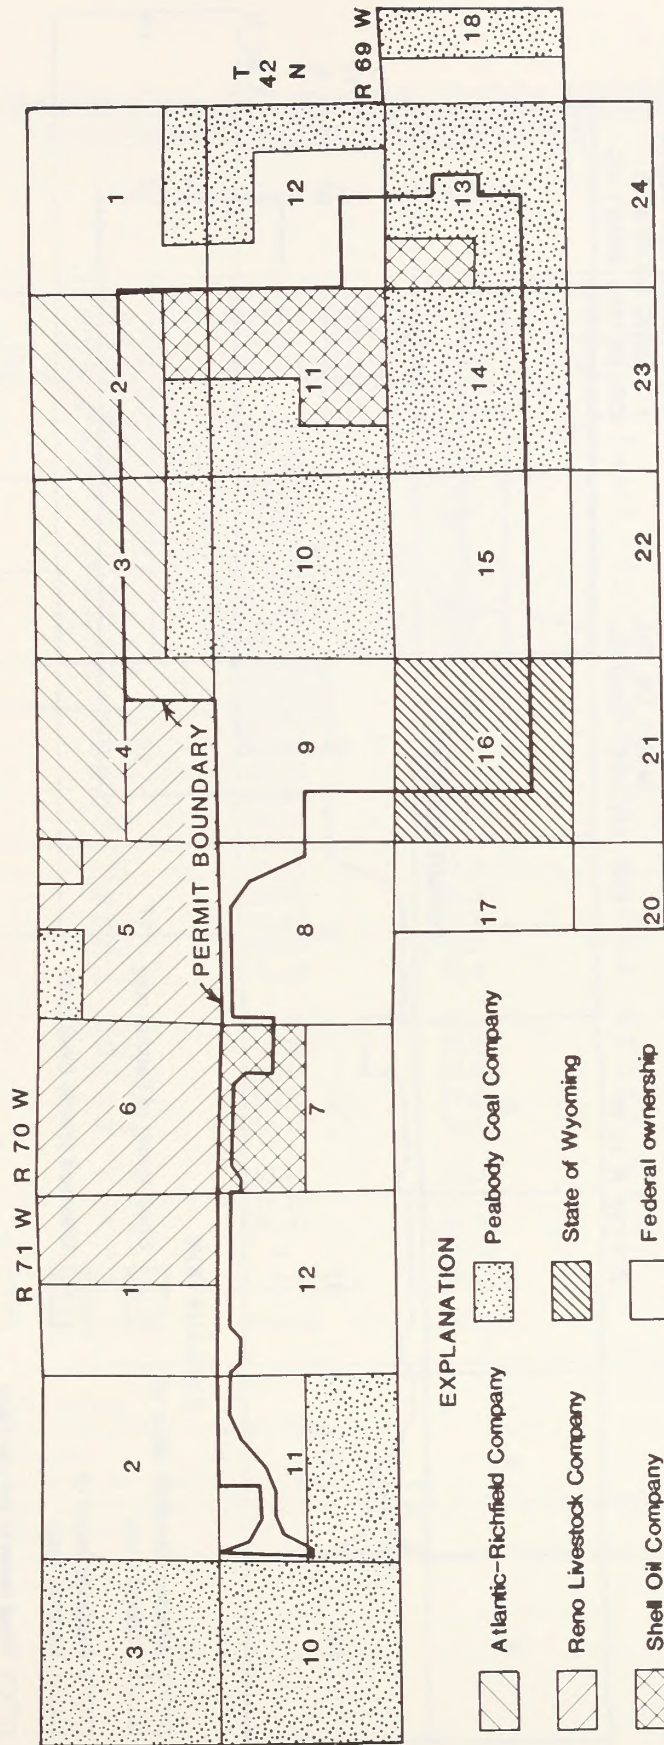 R 71 W R 70 W
T
42
N
R 69 W
3
2
1
6
5
4
3
2
1
PERMIT BOUNDARY
10
11
12
7
8
9
10
11
12
17
16
15
14
13
18
20
21
22
23
24
EXPLANATION
Atlantic-Richfield Company
Peabody Coal Company
Reno Livestock Company
State of Wyoming
Shell Oil Company
Federal ownership